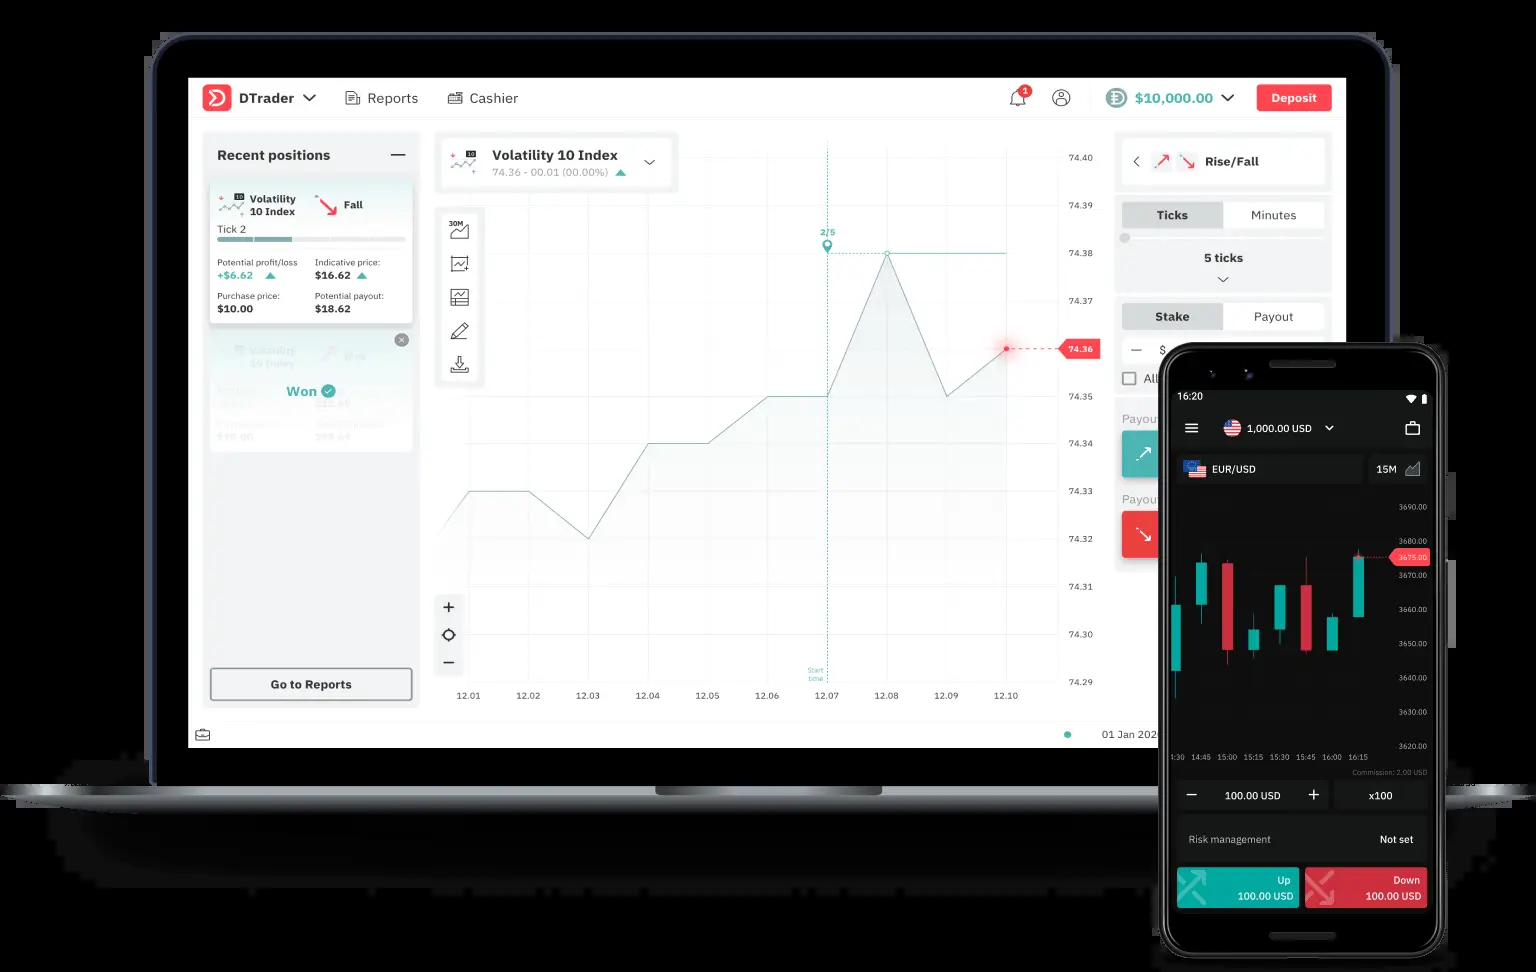 DTrader
Reports
Cashier
1
$10,000.00
Deposit
Recent positions
Volatility
10 Index
10
Fall
Tick 2
Potential profit/loss
Indicative price:
+$6.62
$16.62
Purchase price:
Potential payout:
$10.00
$18.62
Won
Go to Reports
10
Volatility 10 Index
74.36 - 00.01 (00.00%)
30M
2/5
Start
time
74.40
74.39
74.38
74.37
74.36
74.35
74.34
74.33
74.32
74.31
74.30
74.29
12.01
12.02
12.03
12.04
12.05
12.06
12.07
12.08
12.09
12.10
01 Jan 202
Rise/Fall
Ticks
Minutes
5 ticks
Stake
Payout
$
All
Payou
Payou
16:20
1,000.00 USD
EUR/USD
15M
3690.00
3680.00
3675.00
3670.00
3660.00
3650.00
3640.00
3630.00
3620.00
:30 14:45 15:00 15:15 15:30 15:45 16:00 16:15
Commission: 2.00 USD
100.00 USD
x100
Risk management
Not set
Up
100.00 USD
Down
100.00 USD